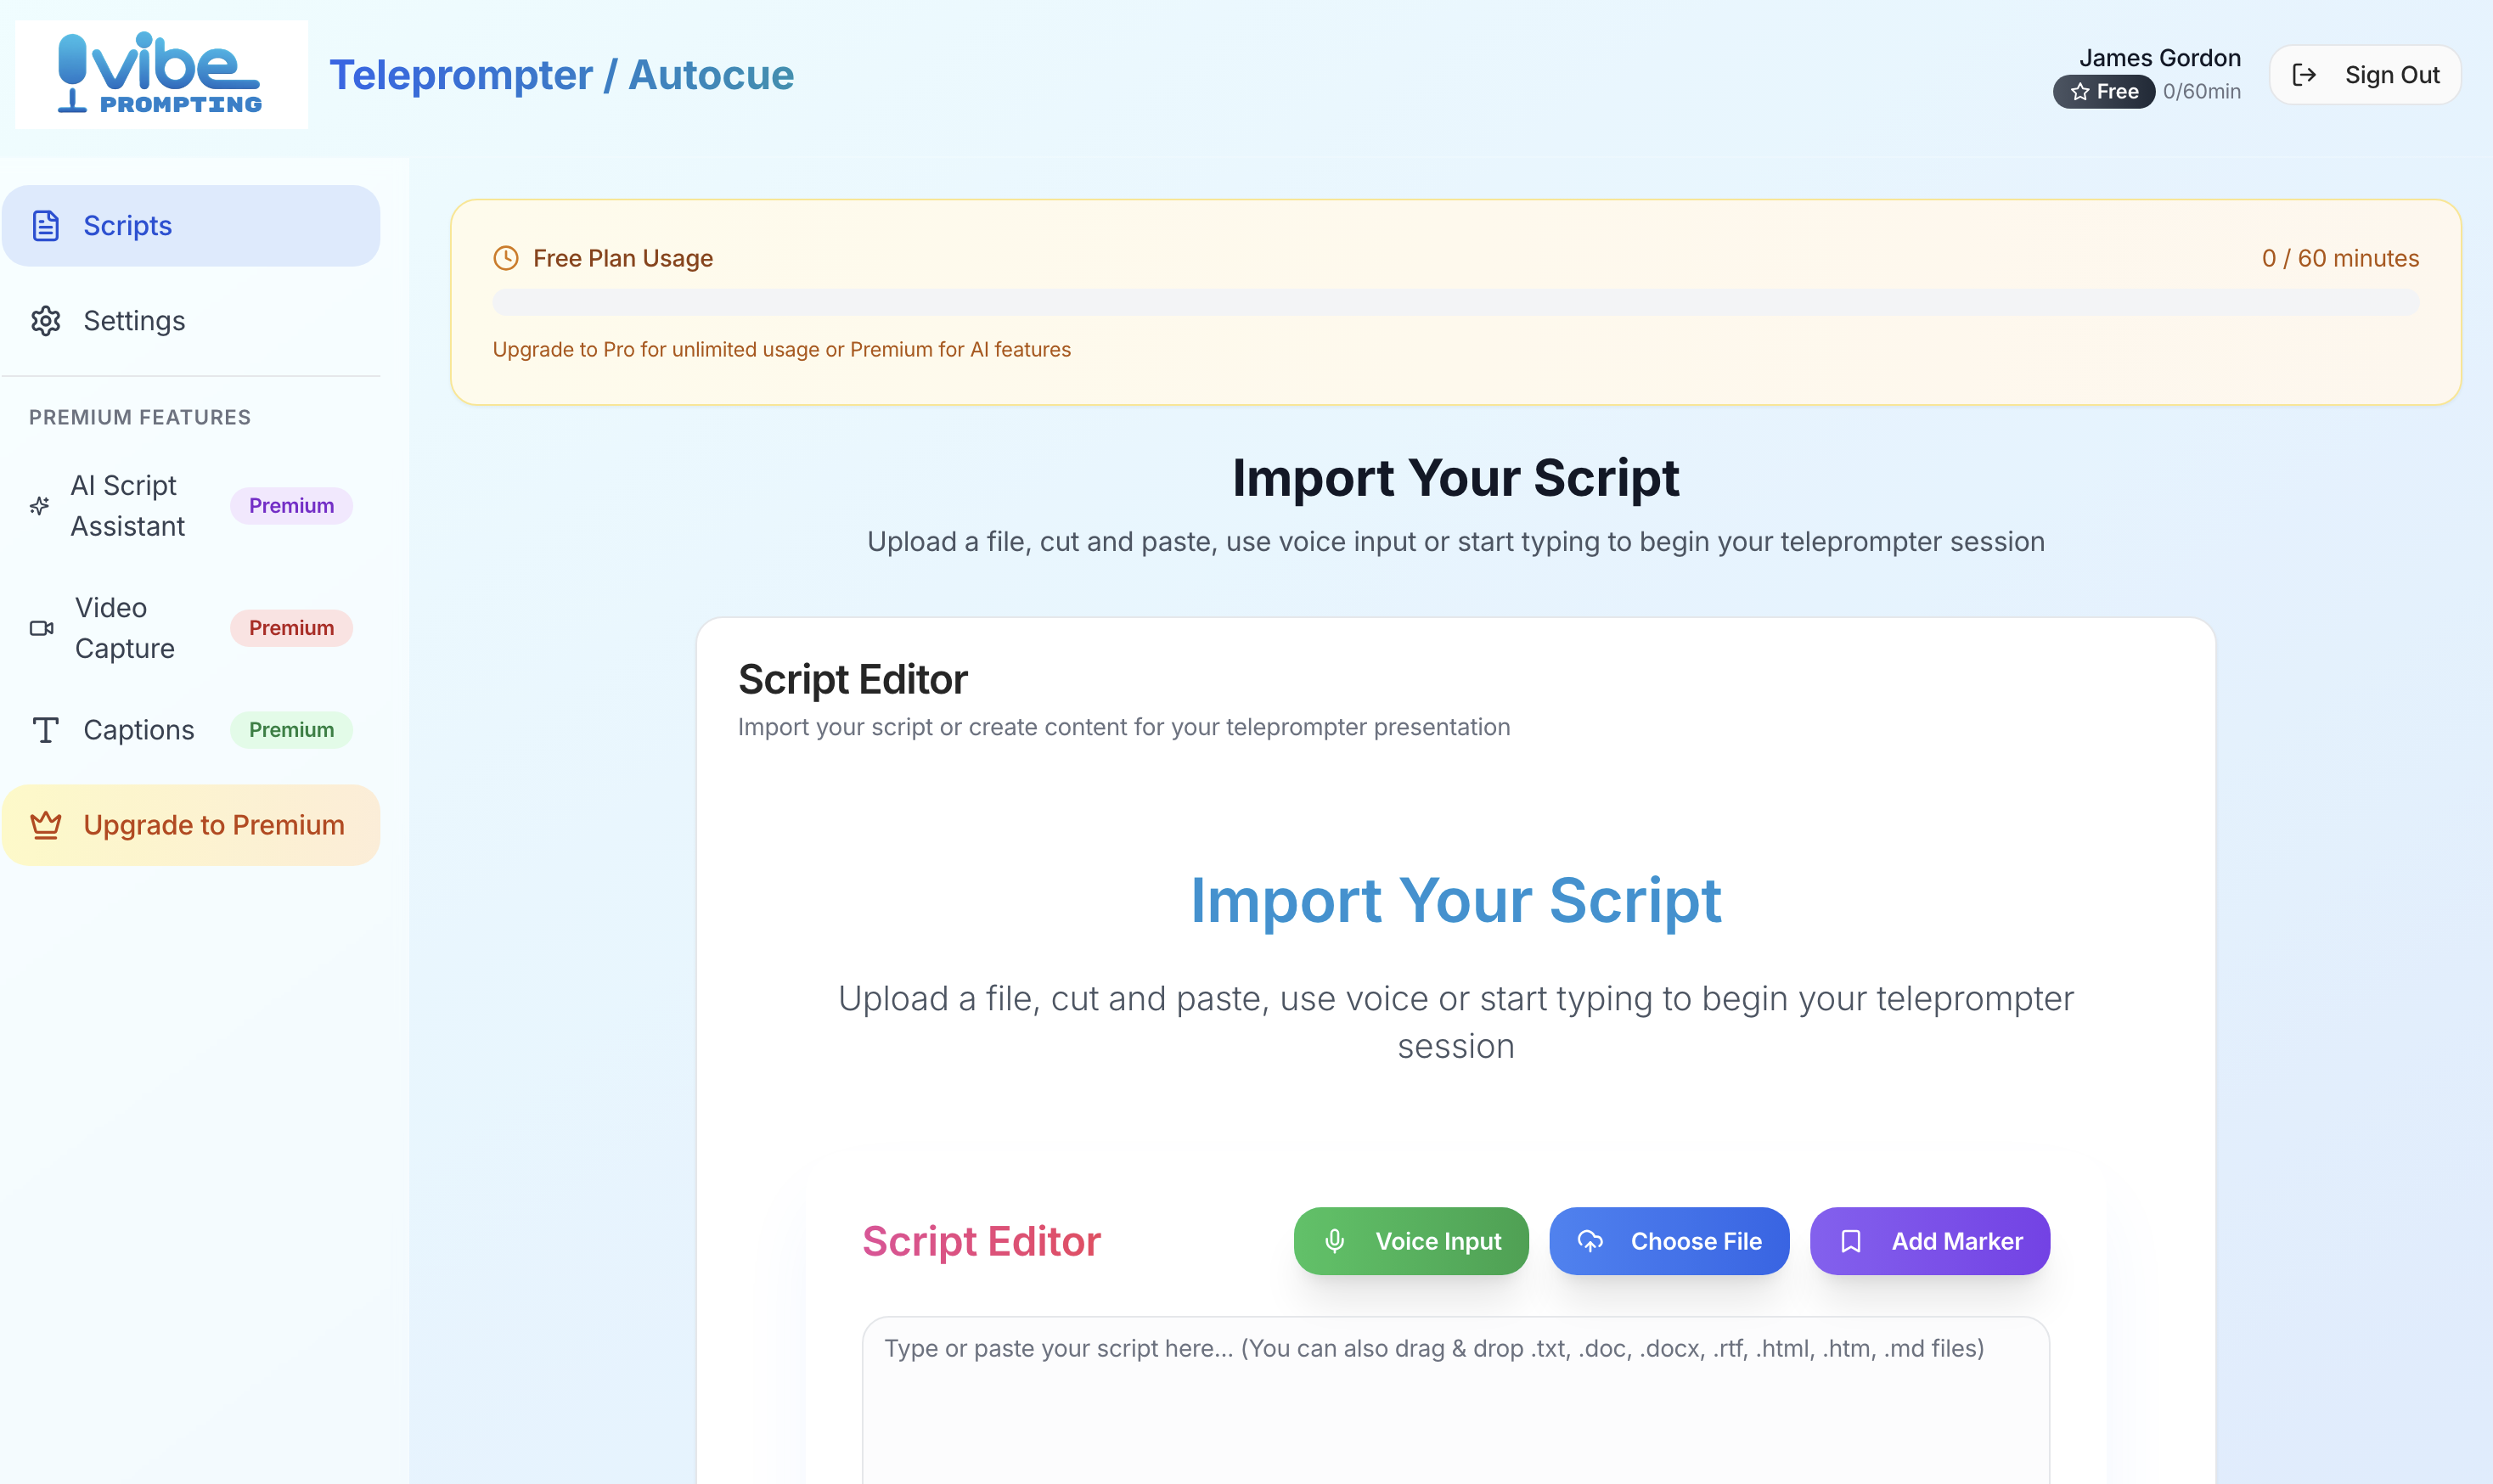 vibe
PROMPTING
Teleprompter / Autocue
James Gordon
Free 0/60min
Sign Out
Scripts
Settings
PREMIUM FEATURES
AI Script
Assistant
Premium
Video
Capture
Premium
Captions
Premium
Upgrade to Premium
Free Plan Usage
0 / 60 minutes
Upgrade to Pro for unlimited usage or Premium for AI features
Import Your Script
Upload a file, cut and paste, use voice input or start typing to begin your teleprompter session
Script Editor
Import your script or create content for your teleprompter presentation
Import Your Script
Upload a file, cut and paste, use voice or start typing to begin your teleprompter
session
Script Editor
Voice Input
Choose File
Add Marker
Type or paste your script here... (You can also drag & drop .txt, .doc, .docx, .rtf, .html, .htm, .md files)